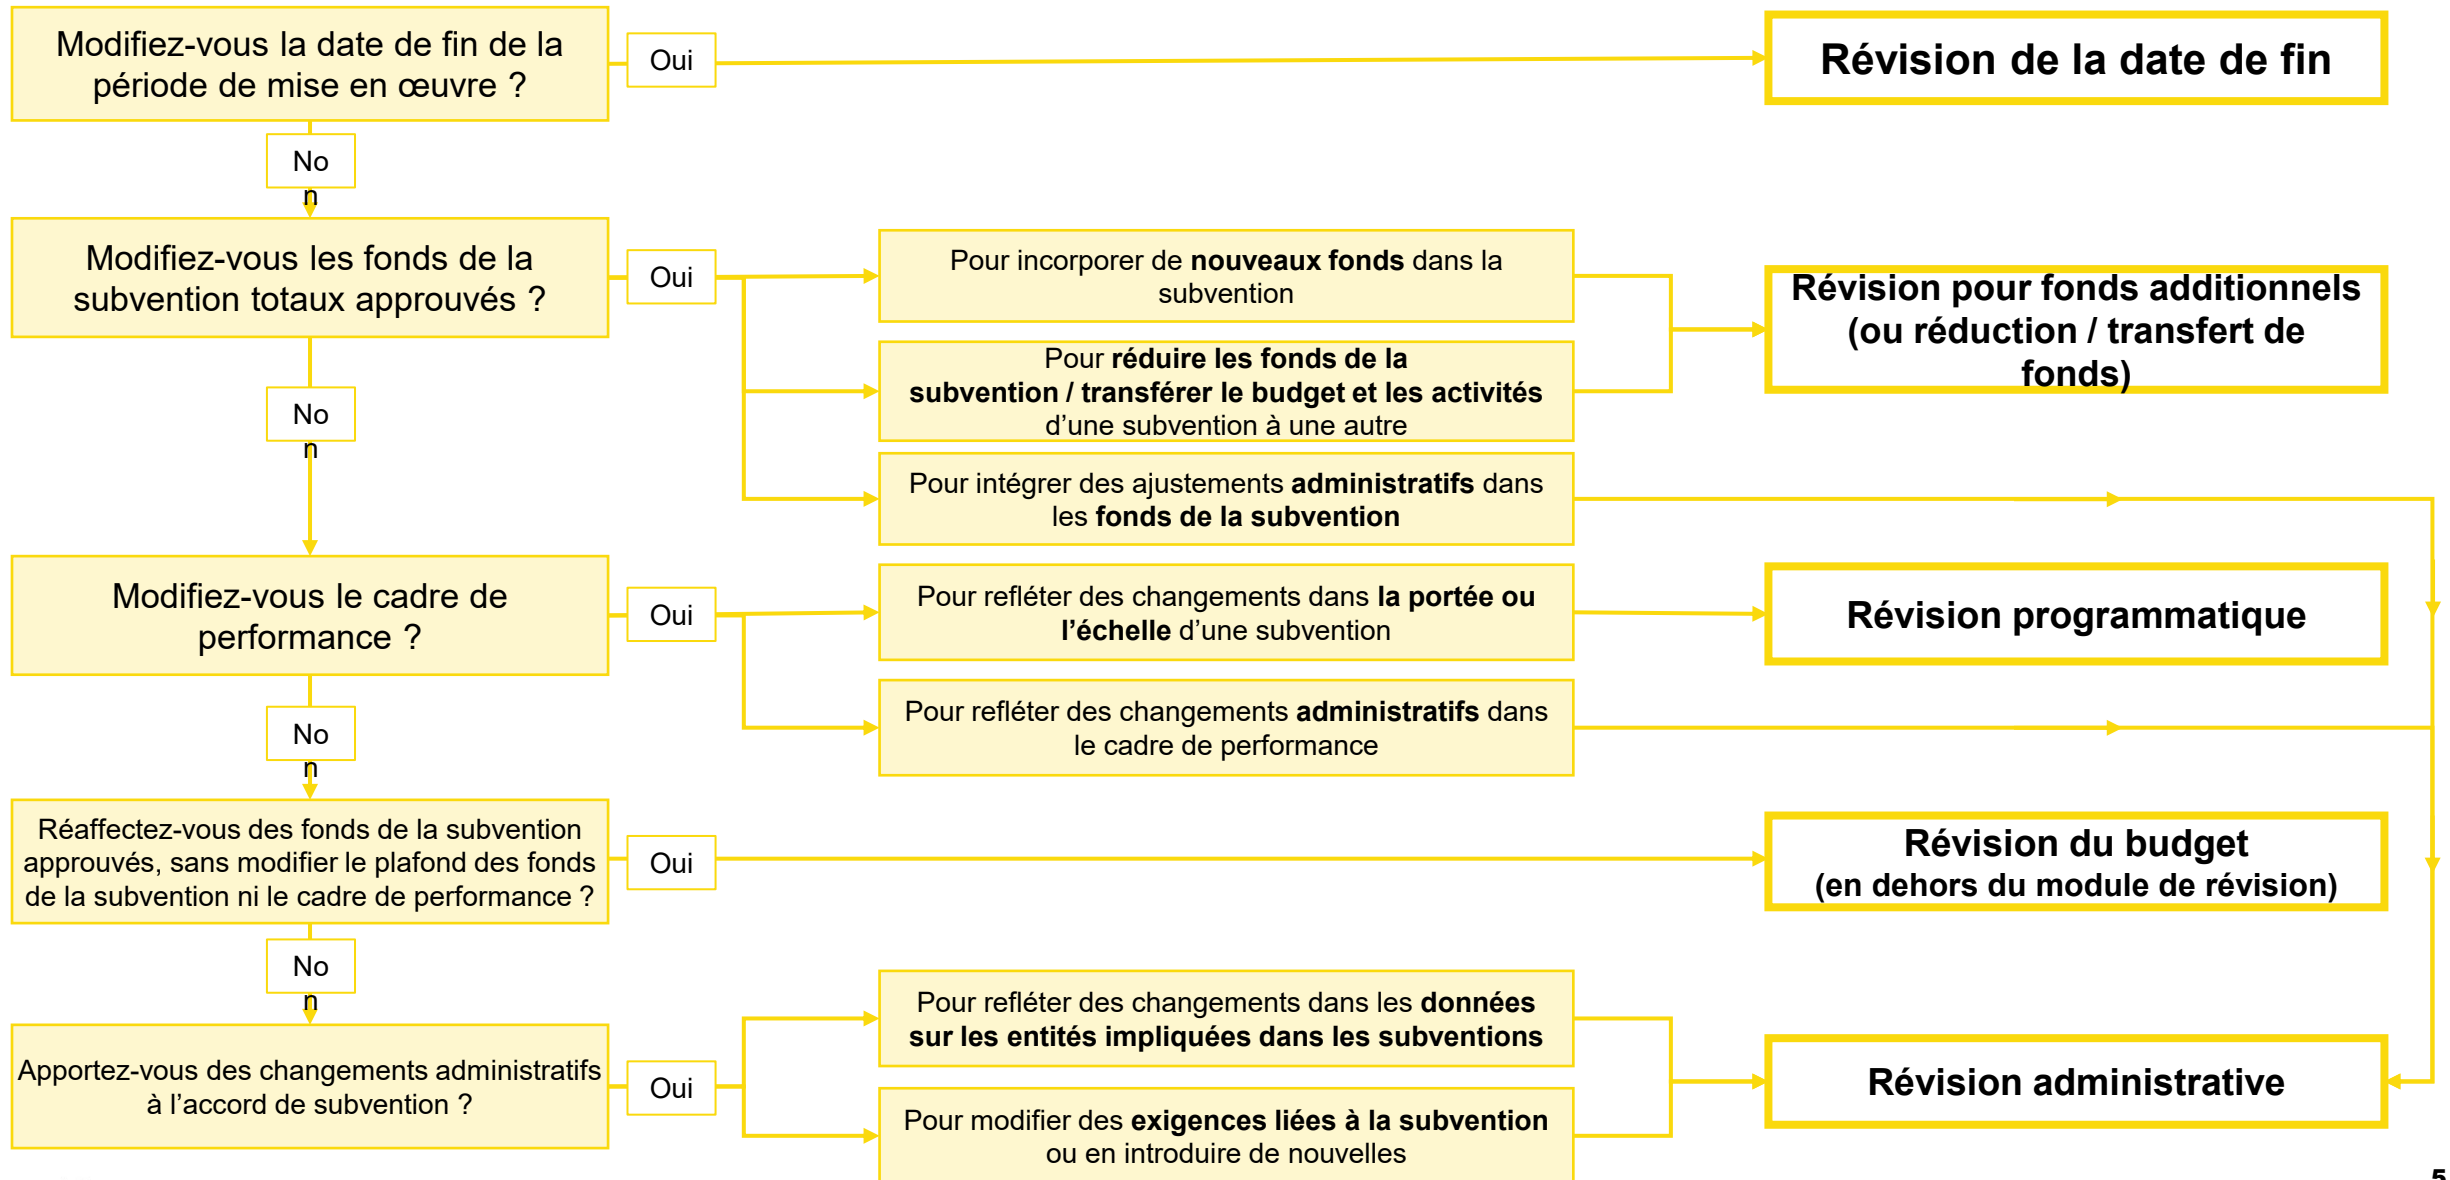 Modifiez-vous la date de fin de la
période de mise en œuvre ?
Oui
Révision de la date de fin
No
n
Modifiez-vous les fonds de la
subvention totaux approuvés ?
Oui
Pour incorporer de nouveaux fonds dans la
subvention
Pour réduire les fonds de la
subvention / transférer le budget et les activités
d’une subvention à une autre
Révision pour fonds additionnels
(ou réduction / transfert de
fonds)
Pour intégrer des ajustements administratifs dans
les fonds de la subvention
No
n
Modifiez-vous le cadre de
performance ?
Oui
Pour refléter des changements dans la portée ou
l’échelle d’une subvention
Révision programmatique
Pour refléter des changements administratifs dans
le cadre de performance
No
n
Réaffectez-vous des fonds de la subvention
approuvés, sans modifier le plafond des fonds
de la subvention ni le cadre de performance ?
Oui
Révision du budget
(en dehors du module de révision)
No
n
Apportez-vous des changements administratifs
à l’accord de subvention ?
Oui
Pour refléter des changements dans les données
sur les entités impliquées dans les subventions
Pour modifier des exigences liées à la subvention
ou en introduire de nouvelles
Révision administrative
5